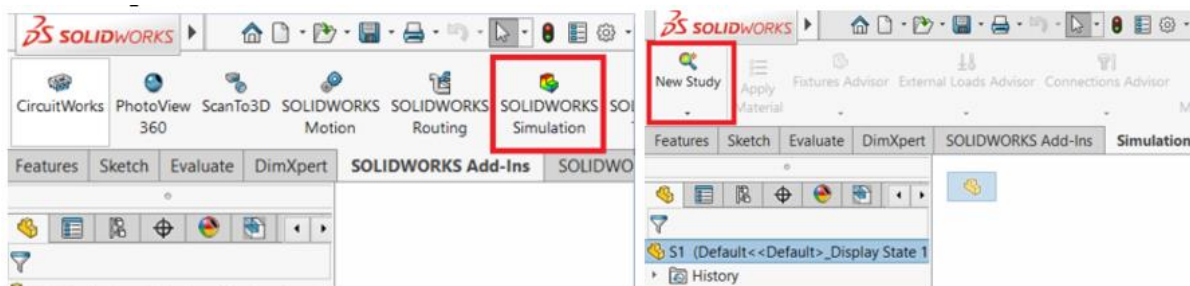 SOLIDWORKS
CircuitWorks PhotoView 360 ScanTo3D SOLIDWORKS Motion SOLIDWORKS Routing SOLIDWORKS Simulation
Features Sketch Evaluate DimXpert SOLIDWORKS Add-Ins SOLIDWO
SOLIDWORKS
New Study Apply Material Fixtures Advisor External Loads Advisor Connections Advisor
Features Sketch Evaluate DimXpert SOLIDWORKS Add-Ins Simulation
S1 (Default<<Default>_Display State 1
History